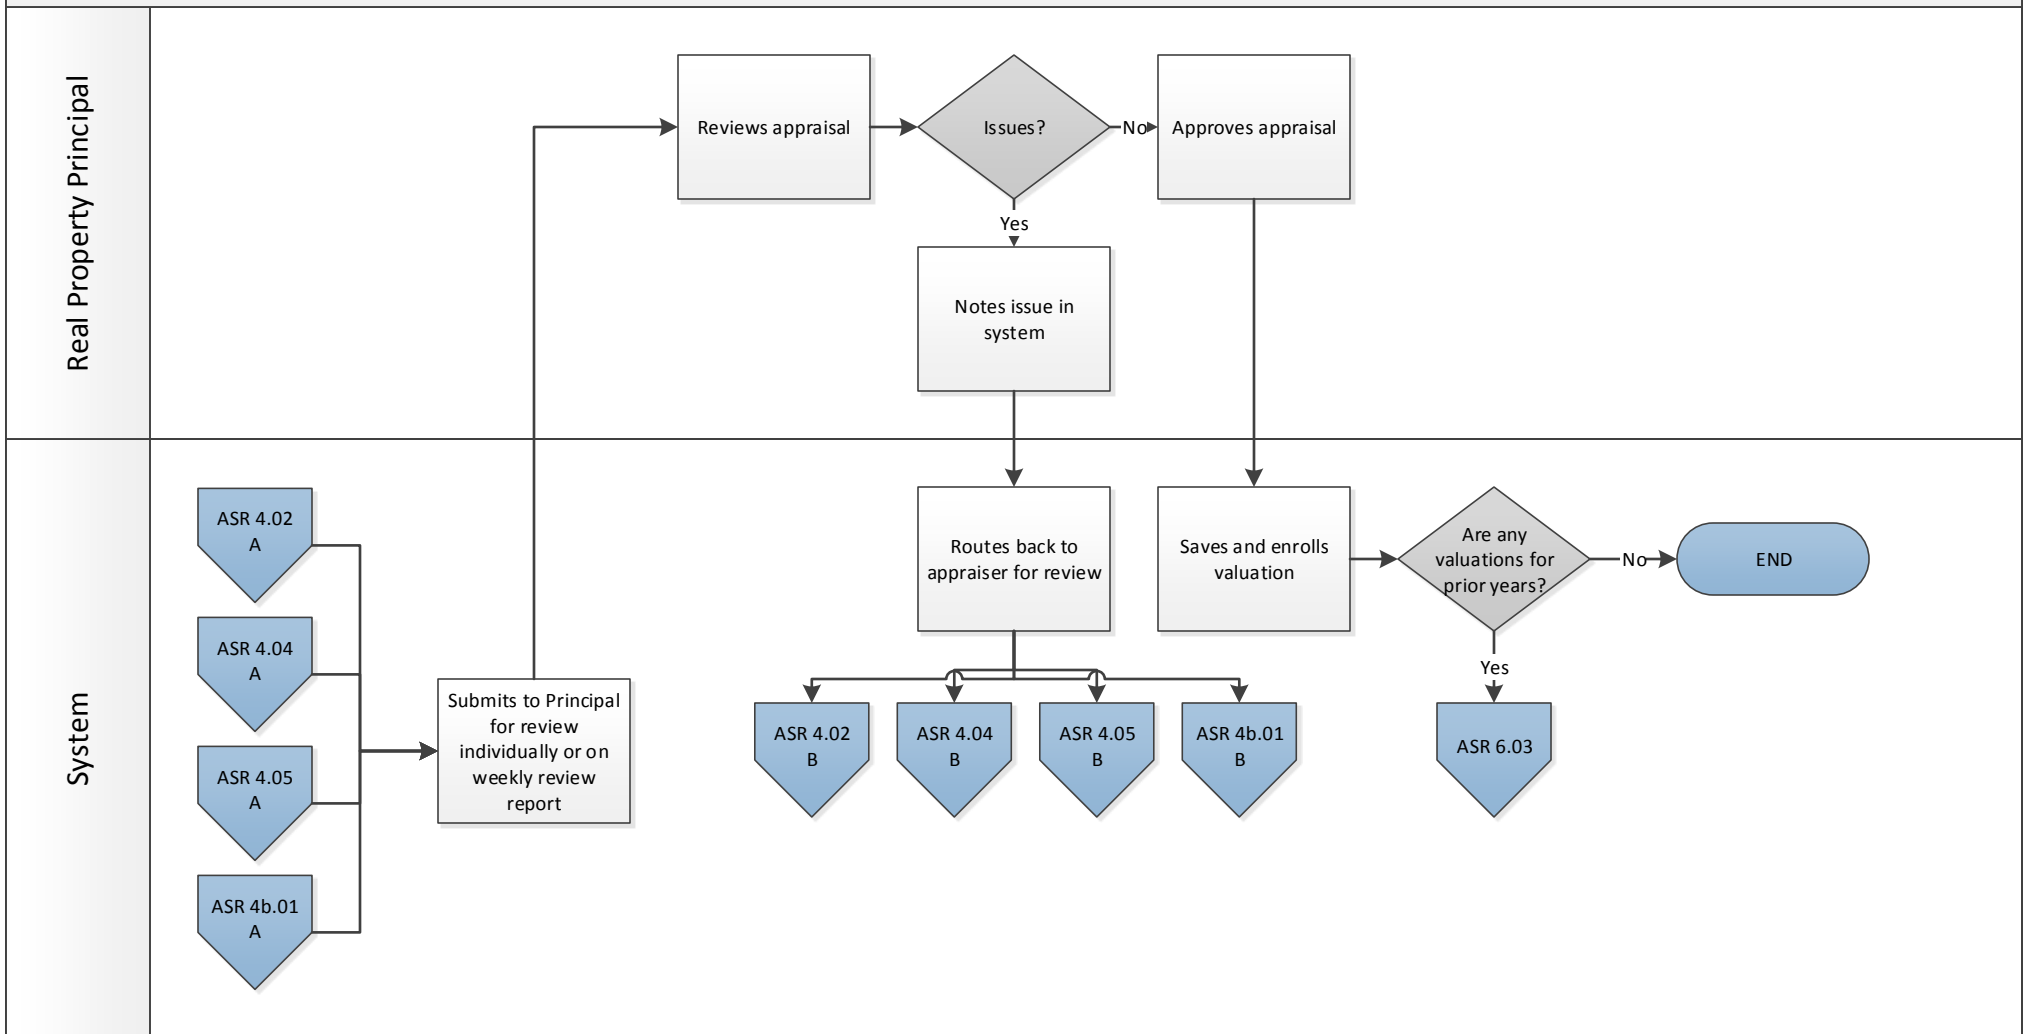 Real Property Principal
Reviews appraisal
Issues?
No
Approves appraisal
Yes
Notes issue in
system
System
ASR 4.02
A
ASR 4.04
A
ASR 4.05
A
ASR 4b.01
A
Submits to Principal
for review
individually or on
weekly review
report
Routes back to
appraiser for review
Saves and enrolls
valuation
Are any
valuations for
prior years?
No
END
Yes
ASR 4.02
B
ASR 4.04
B
ASR 4.05
B
ASR 4b.01
B
ASR 6.03